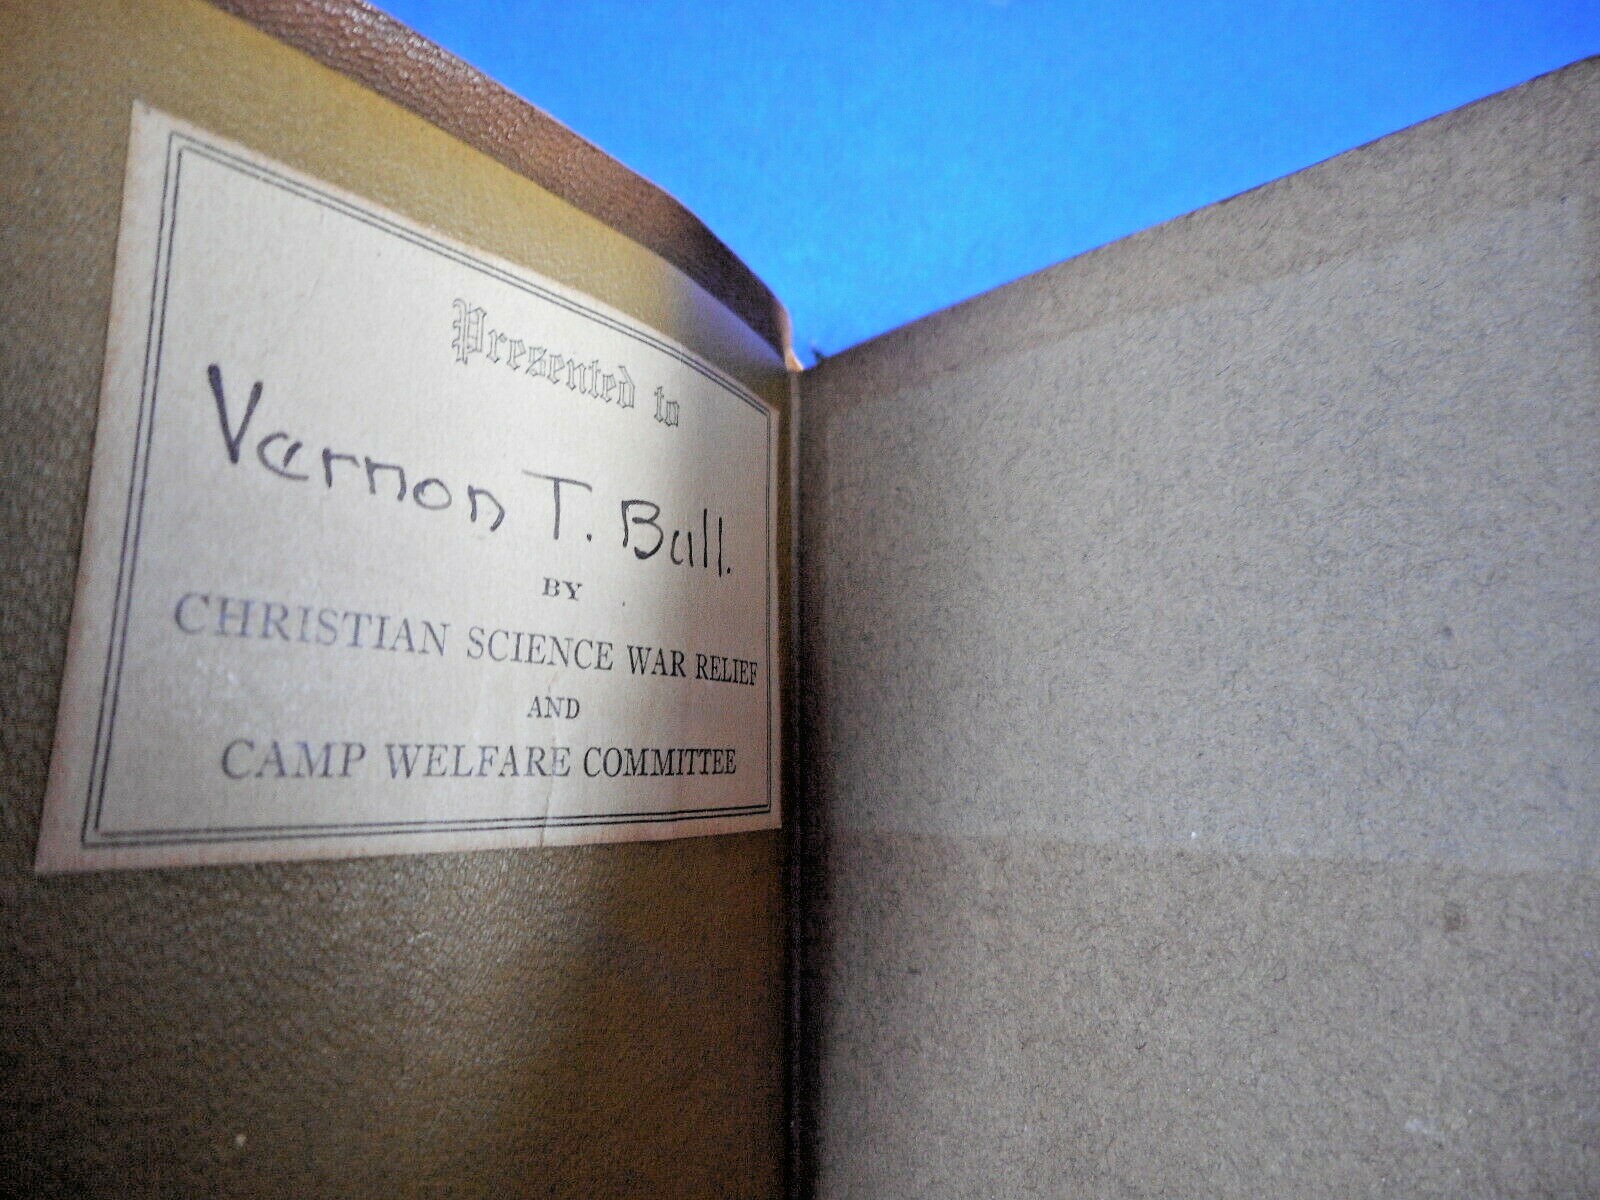 Presented to
Vernon T. Bull.
BY
CHRISTIAN SCIENCE WAR RELIEF
AND
CAMP WELFARE COMMITTEE